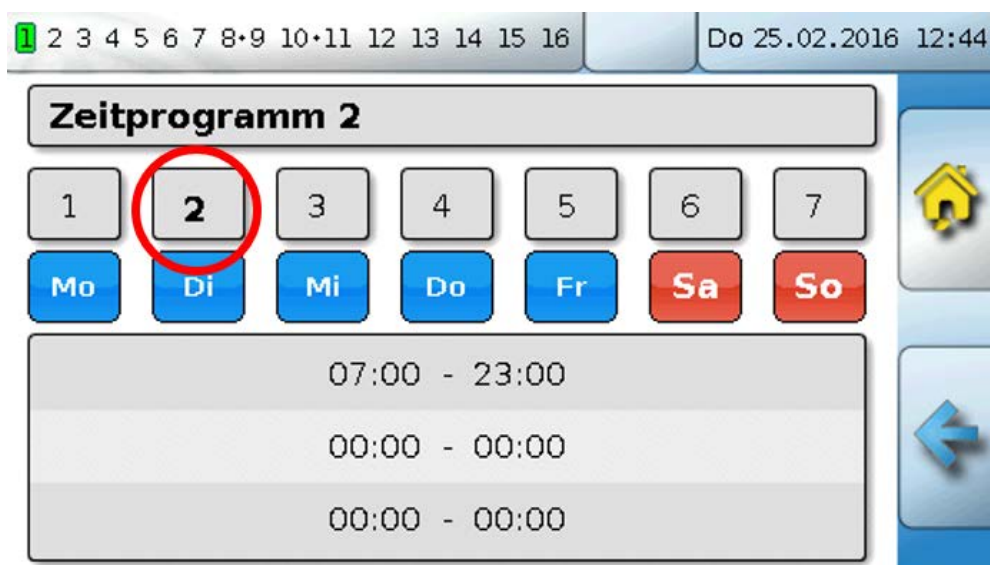 1 2 3 4 5 6 7 8·9 10·11 12 13 14 15 16 Do 25.02.2016 12:44
Zeitprogramm 2
1 2 3 4 5 6 7
Mo Di Mi Do Fr Sa So
07:00 - 23:00
00:00 - 00:00
00:00 - 00:00